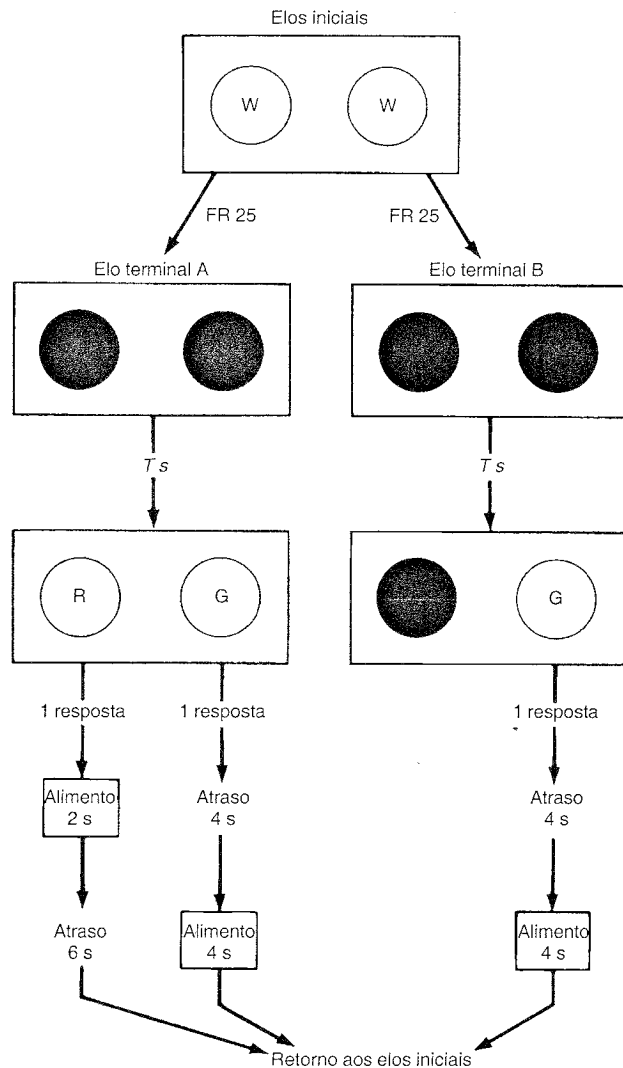 Elos iniciais
W W
FR 25 FR 25
Elo terminal A Elo terminal B
T s T s
R G G
1 resposta 1 resposta 1 resposta
Alimento
2 s
Atraso
4 s
Atraso
4 s
Atraso
6 s
Alimento
4 s
Alimento
4 s
Retorno aos elos iniciais